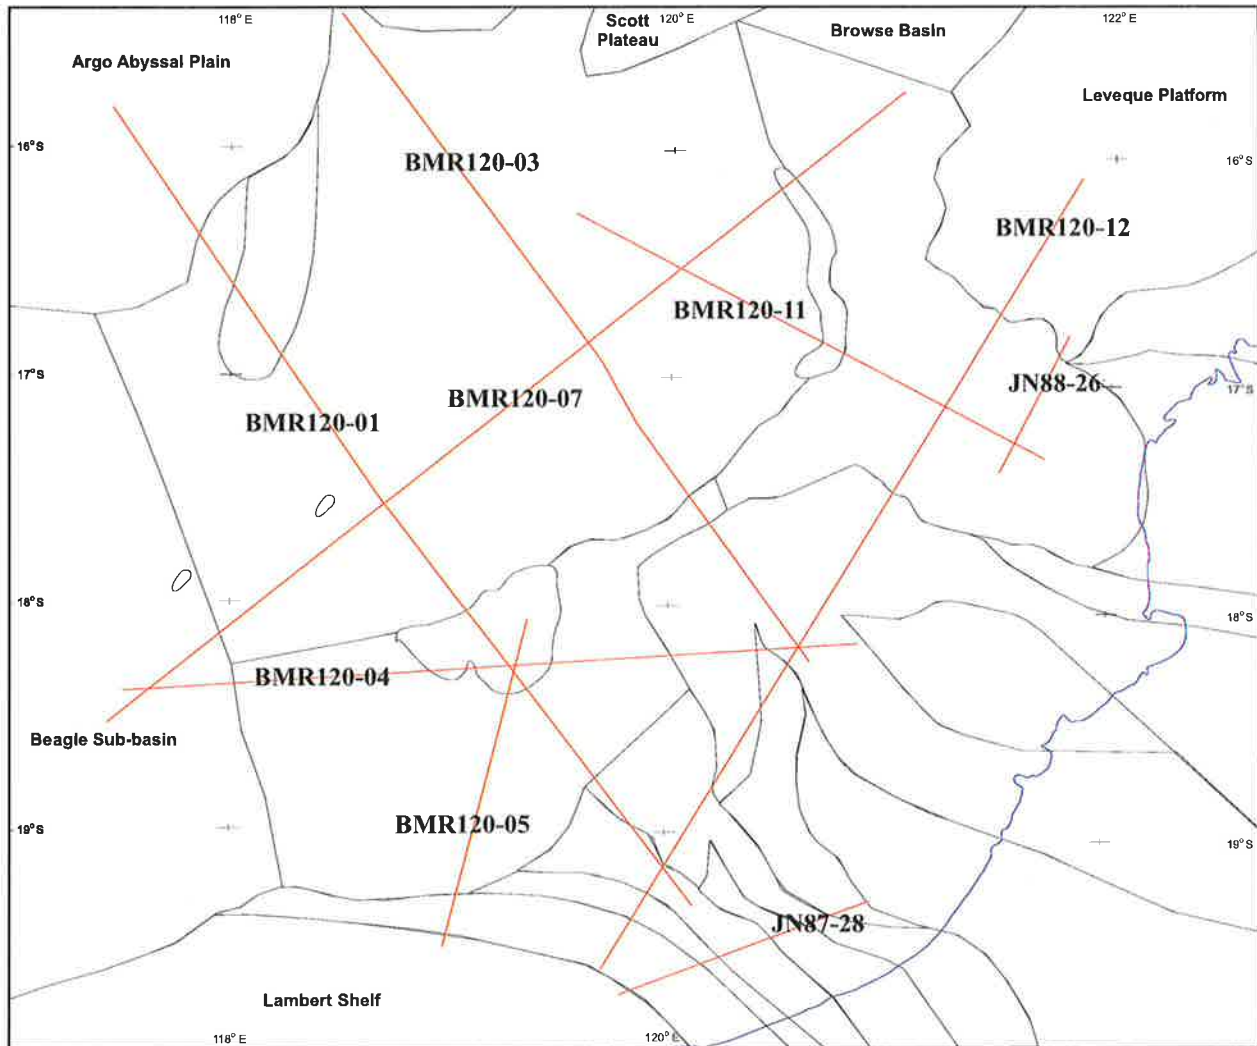 118° E
120° E
122° E
Scott
Plateau
Browse Basin
Argo Abyssal Plain
Leveque Platform
16°S
16°S
BMR120-03
BMR120-12
BMR120-11
17°S
JN88-26
17°S
BMR120-07
BMR120-01
18°S
18°S
BMR120-04
Beagle Sub-basin
BMR120-05
19°S
19°S
JN87-28
Lambert Shelf
118° E
120° E